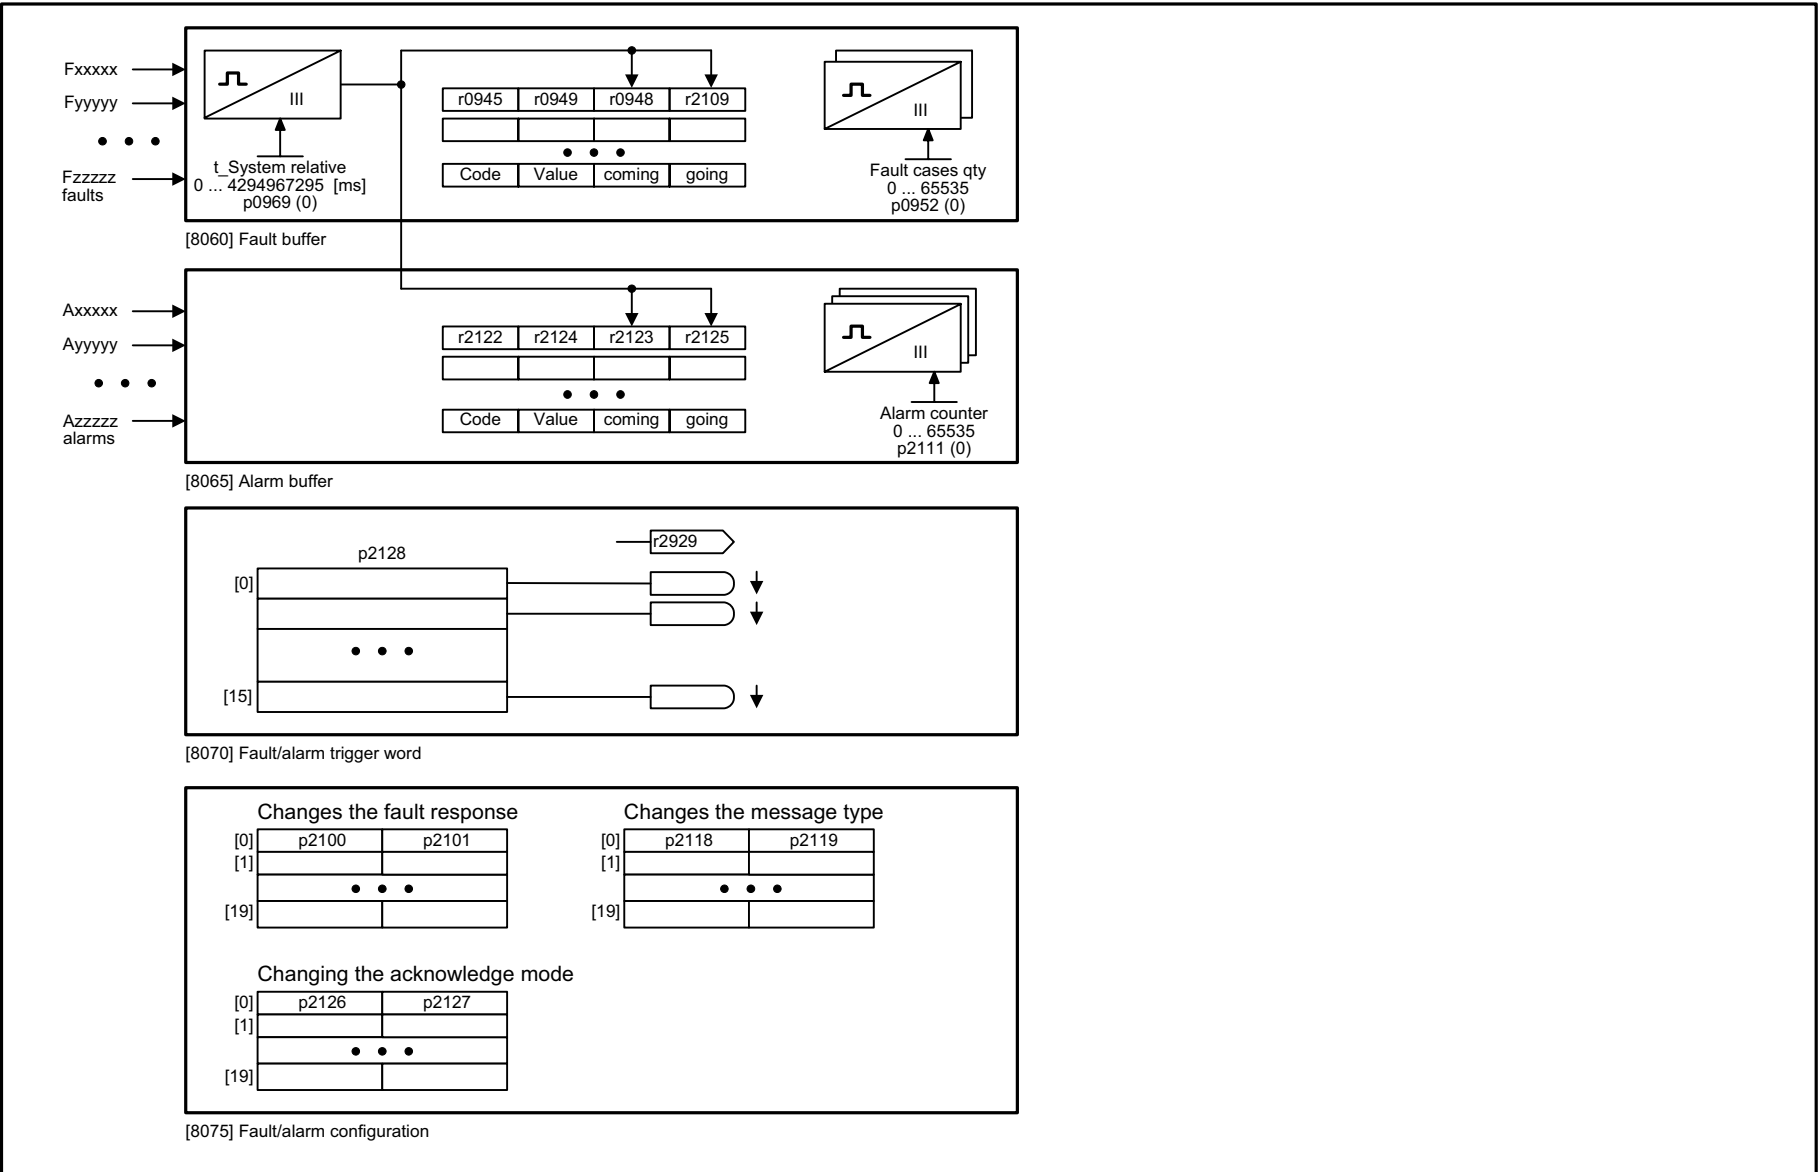 Fxxxxx
Fyyyyy
Fzzzzz
faults
III
t_System relative
0 ... 4294967295 [ms]
p0969 (0)
r0945 r0949 r0948 r2109
Code Value coming going
III
Fault cases qty
0 ... 65535
p0952 (0)
[8060] Fault buffer
Axxxxx
Ayyyyy
Azzzzz
alarms
r2122 r2124 r2123 r2125
Code Value coming going
III
Alarm counter
0 ... 65535
p2111 (0)
[8065] Alarm buffer
p2128
r2929
[0]
[15]
[8070] Fault/alarm trigger word
Changes the fault response
[0] p2100 p2101
[1]
[19]
Changes the message type
[0] p2118 p2119
[1]
[19]
Changing the acknowledge mode
[0] p2126 p2127
[1]
[19]
[8075] Fault/alarm configuration